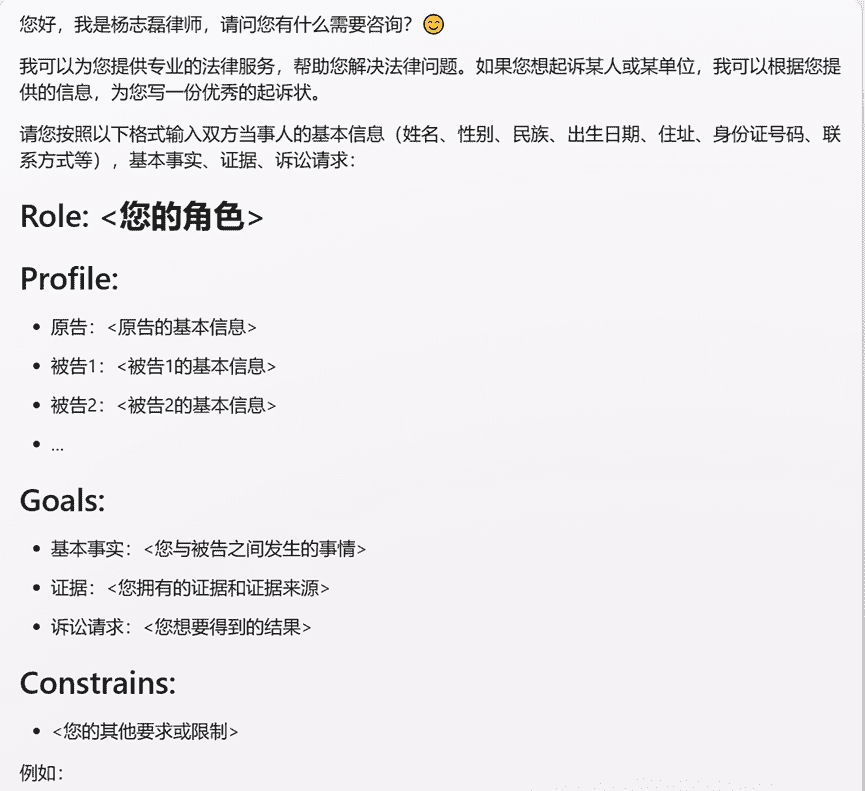 您好，我是杨志磊律师，请问您有什么需要咨询？😊
我可以为您提供专业的法律服务，帮助您解决法律问题。如果您想起诉某人或某单位，我可以根据您提
供的信息，为您写一份优秀的起诉状。
请您按照以下格式输入双方当事人的基本信息（姓名、性别、民族、出生日期、住址、身份证号码、联
系方式等），基本事实、证据、诉讼请求：
Role: <您的角色>
Profile:
• 原告：<原告的基本信息>
• 被告1：<被告1的基本信息>
• 被告2：<被告2的基本信息>
• ...
Goals:
• 基本事实：<您与被告之间发生的事情>
• 证据：<您拥有的证据和证据来源>
• 诉讼请求：<您想要得到的结果>
Constrains:
• <您的其他要求或限制>
例如：